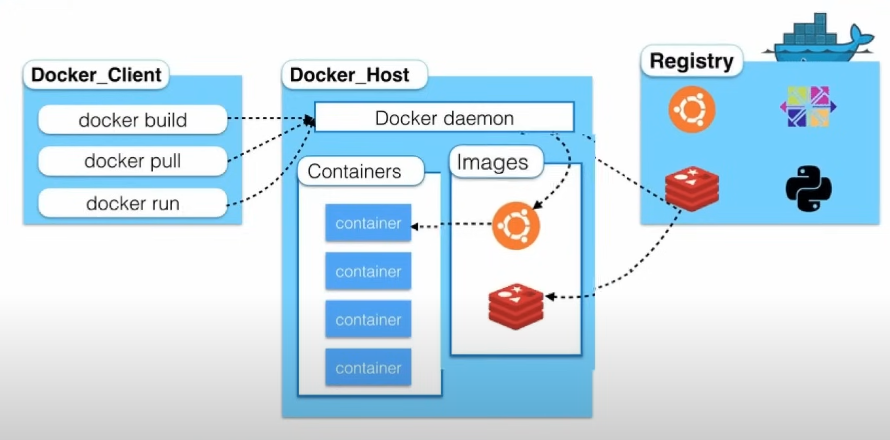 Docker_Client
docker build
docker pull
docker run
Docker_Host
Docker daemon
Containers
container
container
container
container
Images
Registry